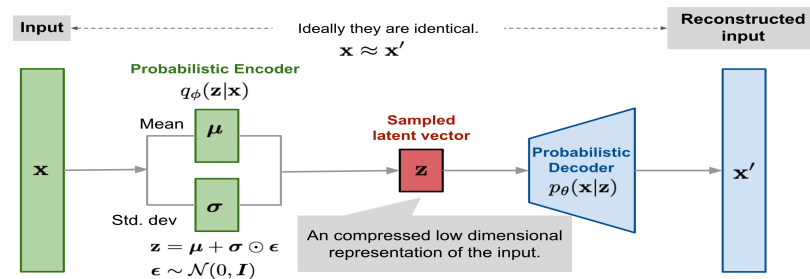 Input
Ideally they are identical.
x ≈ x′
Reconstructed
input
Probabilistic Encoder
qϕ(z|x)
Mean
μ
x
Std. dev
σ
z = μ + σ ⊙ ϵ
ϵ ∼ 𝒩(0, I)
Sampled
latent vector
z
An compressed low dimensional
representation of the input.
Probabilistic
Decoder
pθ(x|z)
x′